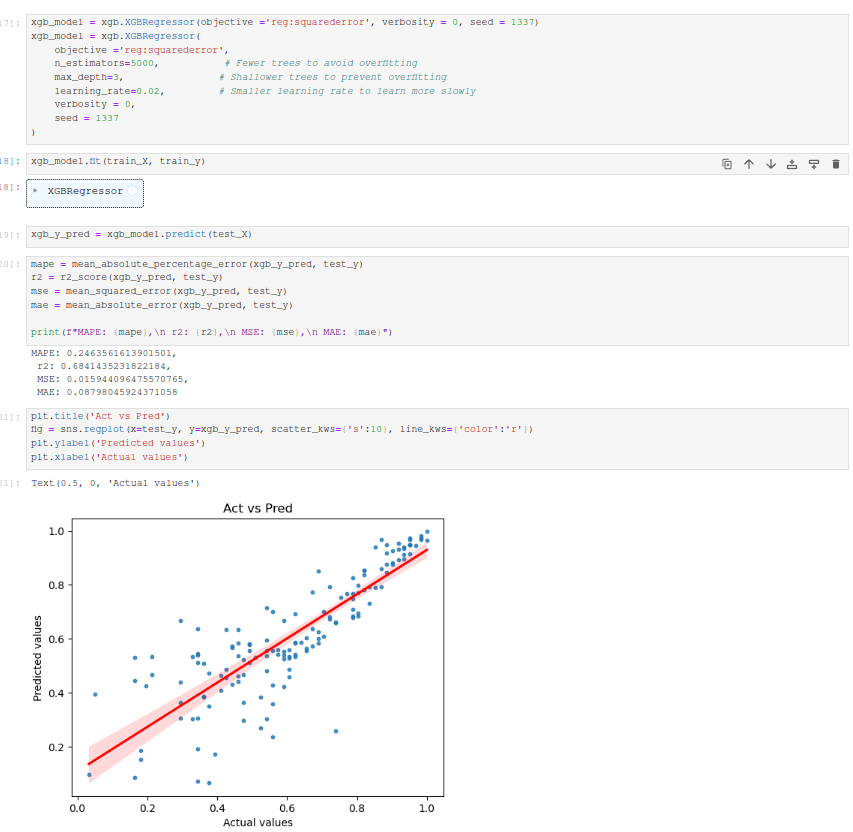 17]:
xgb_model = xgb.XGBRegressor(objective ='reg:squarederror', verbosity = 0, seed = 1337)
xgb_model = xgb.XGBRegressor(
objective ='reg:squarederror',
n_estimators=5000, # Fewer trees to avoid overfitting
max_depth=3, # Shallower trees to prevent overfitting
learning_rate=0.02, # Smaller learning rate to learn more slowly
verbosity = 0,
seed = 1337
)
18]:
xgb_model.fit(train_X, train_y)
18]:
XGBRegressor
19]:
xgb_y_pred = xgb_model.predict(test_X)
20]:
mape = mean_absolute_percentage_error(xgb_y_pred, test_y)
r2 = r2_score(xgb_y_pred, test_y)
mse = mean_squared_error(xgb_y_pred, test_y)
mae = mean_absolute_error(xgb_y_pred, test_y)
print(f"MAPE: {mape},\n r2: {r2},\n MSE: {mse},\n MAE: {mae}")
MAPE: 0.2463561613901501,
r2: 0.6841435231822184,
MSE: 0.015944096475570765,
MAE: 0.08798045924371058
21]:
plt.title('Act vs Pred')
fig = sns.regplot(x=test_y, y=xgb_y_pred, scatter_kws={'s':10}, line_kws={'color':'r'})
plt.ylabel('Predicted values')
plt.xlabel('Actual values')
21]:
Text(0.5, 0, 'Actual values')
Act vs Pred
1.0
0.8
0.6
0.4
0.2
Predicted values
0.0 0.2 0.4 0.6 0.8 1.0
Actual values